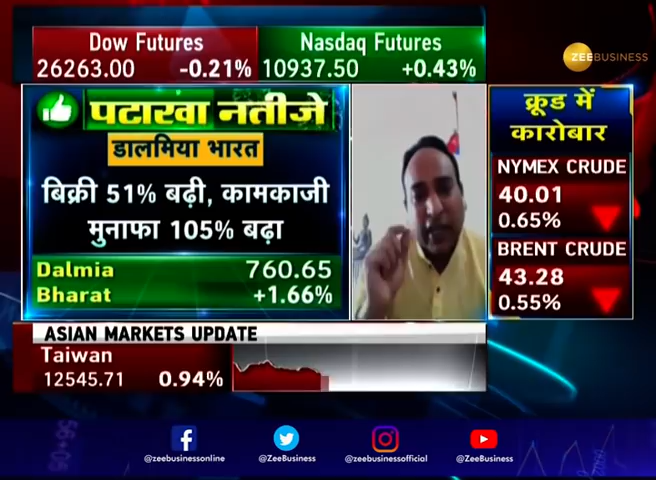 Dow Futures
26263.00 -0.21%
Nasdaq Futures
10937.50 +0.43%
ZEEBUSINESS
पटाखा नतीजे
डालमिया भारत
बिक्री 51% बढ़ी, कामकाजी
मुनाफा 105% बढ़ा
Dalmia 760.65
Bharat +1.66%
क्रूड में
कारोबार
NYMEX CRUDE
40.01
0.65%
BRENT CRUDE
43.28
0.55%
ASIAN MARKETS UPDATE
Taiwan
12545.71 0.94%
@zeebusinessonline
@ZeeBusiness
@zeebusinessofficial
@ZeeBusiness